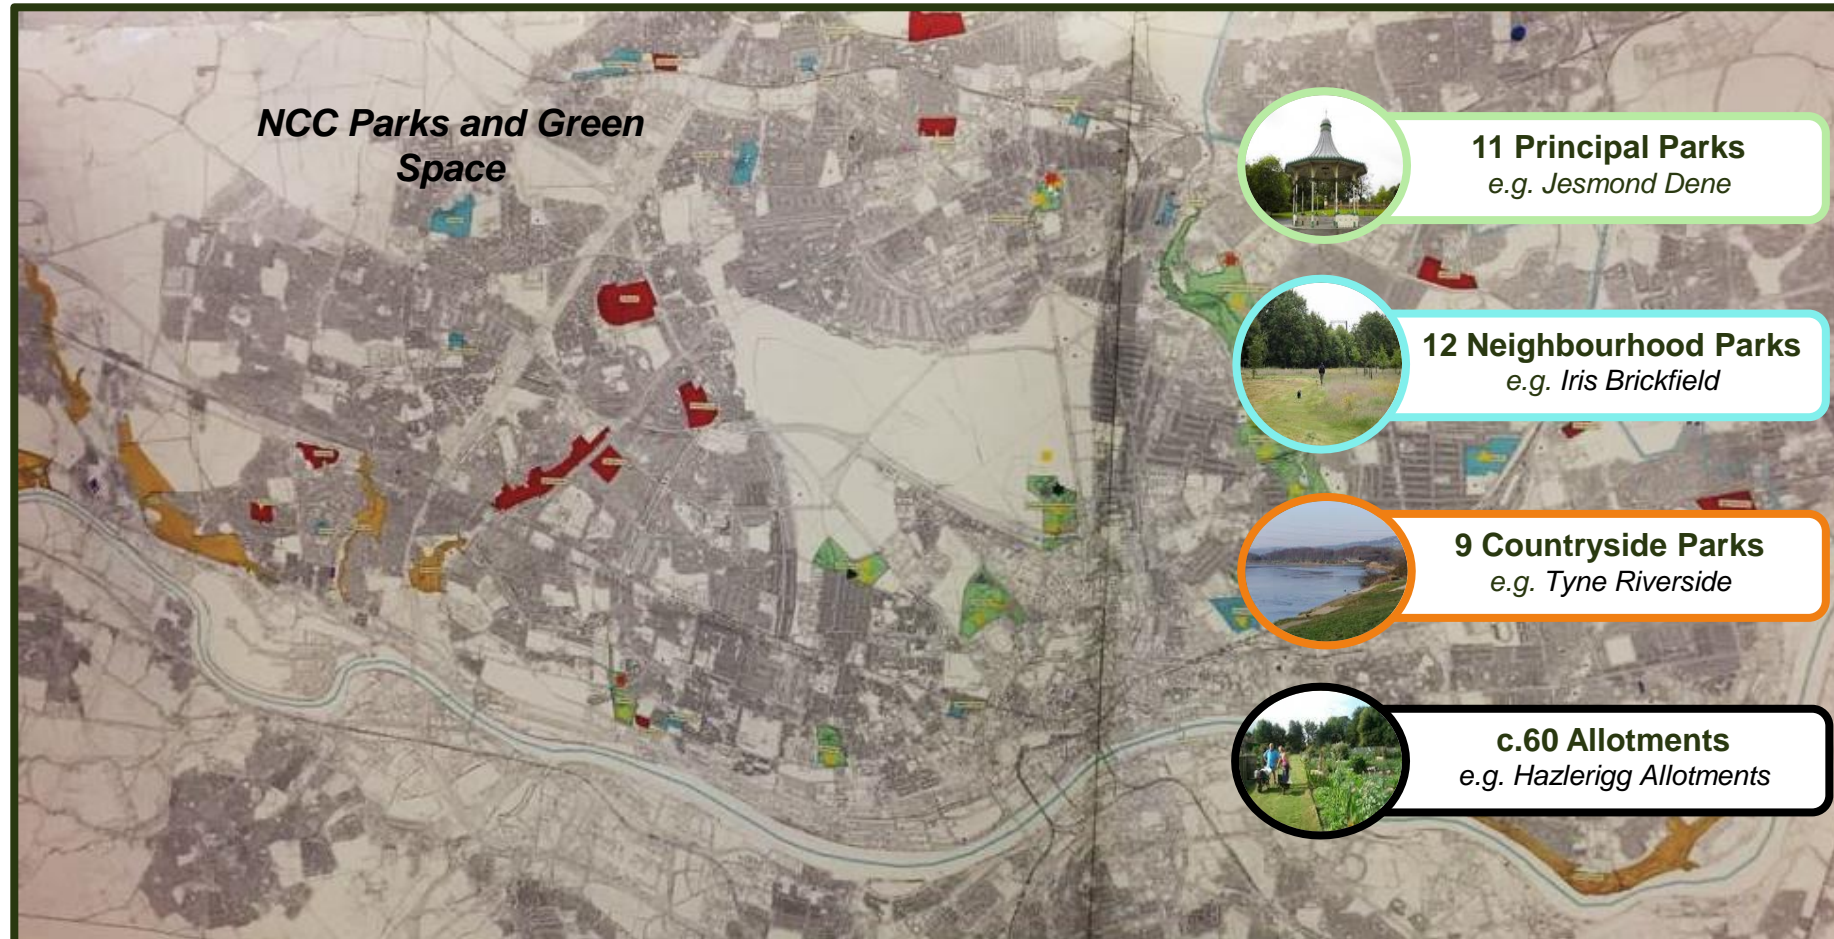 NCC Parks and Green
Space
11 Principal Parks
e.g. Jesmond Dene
12 Neighbourhood Parks
e.g. Iris Brickfield
9 Countryside Parks
e.g. Tyne Riverside
c.60 Allotments
e.g. Hazlerigg Allotments